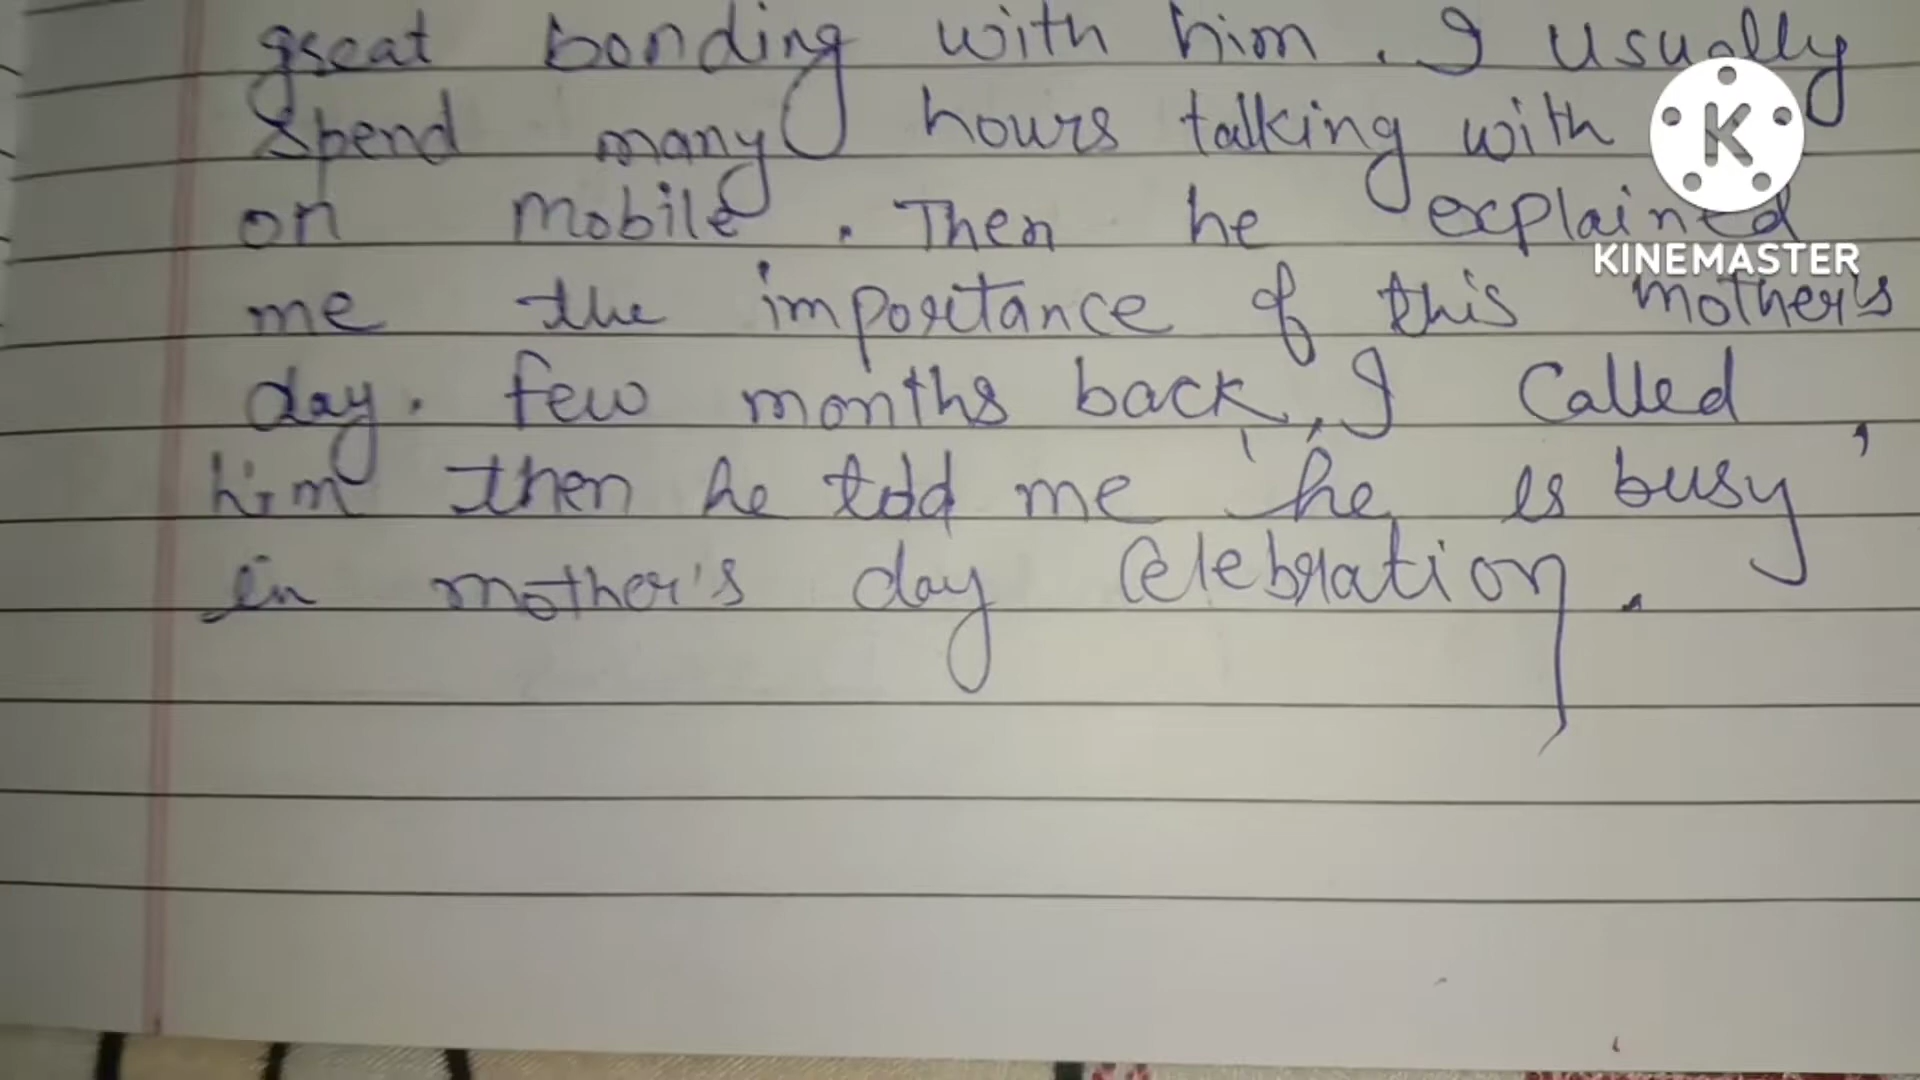 great bonding with him. I usually
spend many hours talking with
on mobile. Then he explained
me the importance of this mother's
day. few months back, I called
him then he told me 'he is busy'
in mother's day celebration.
K
KINEMASTER